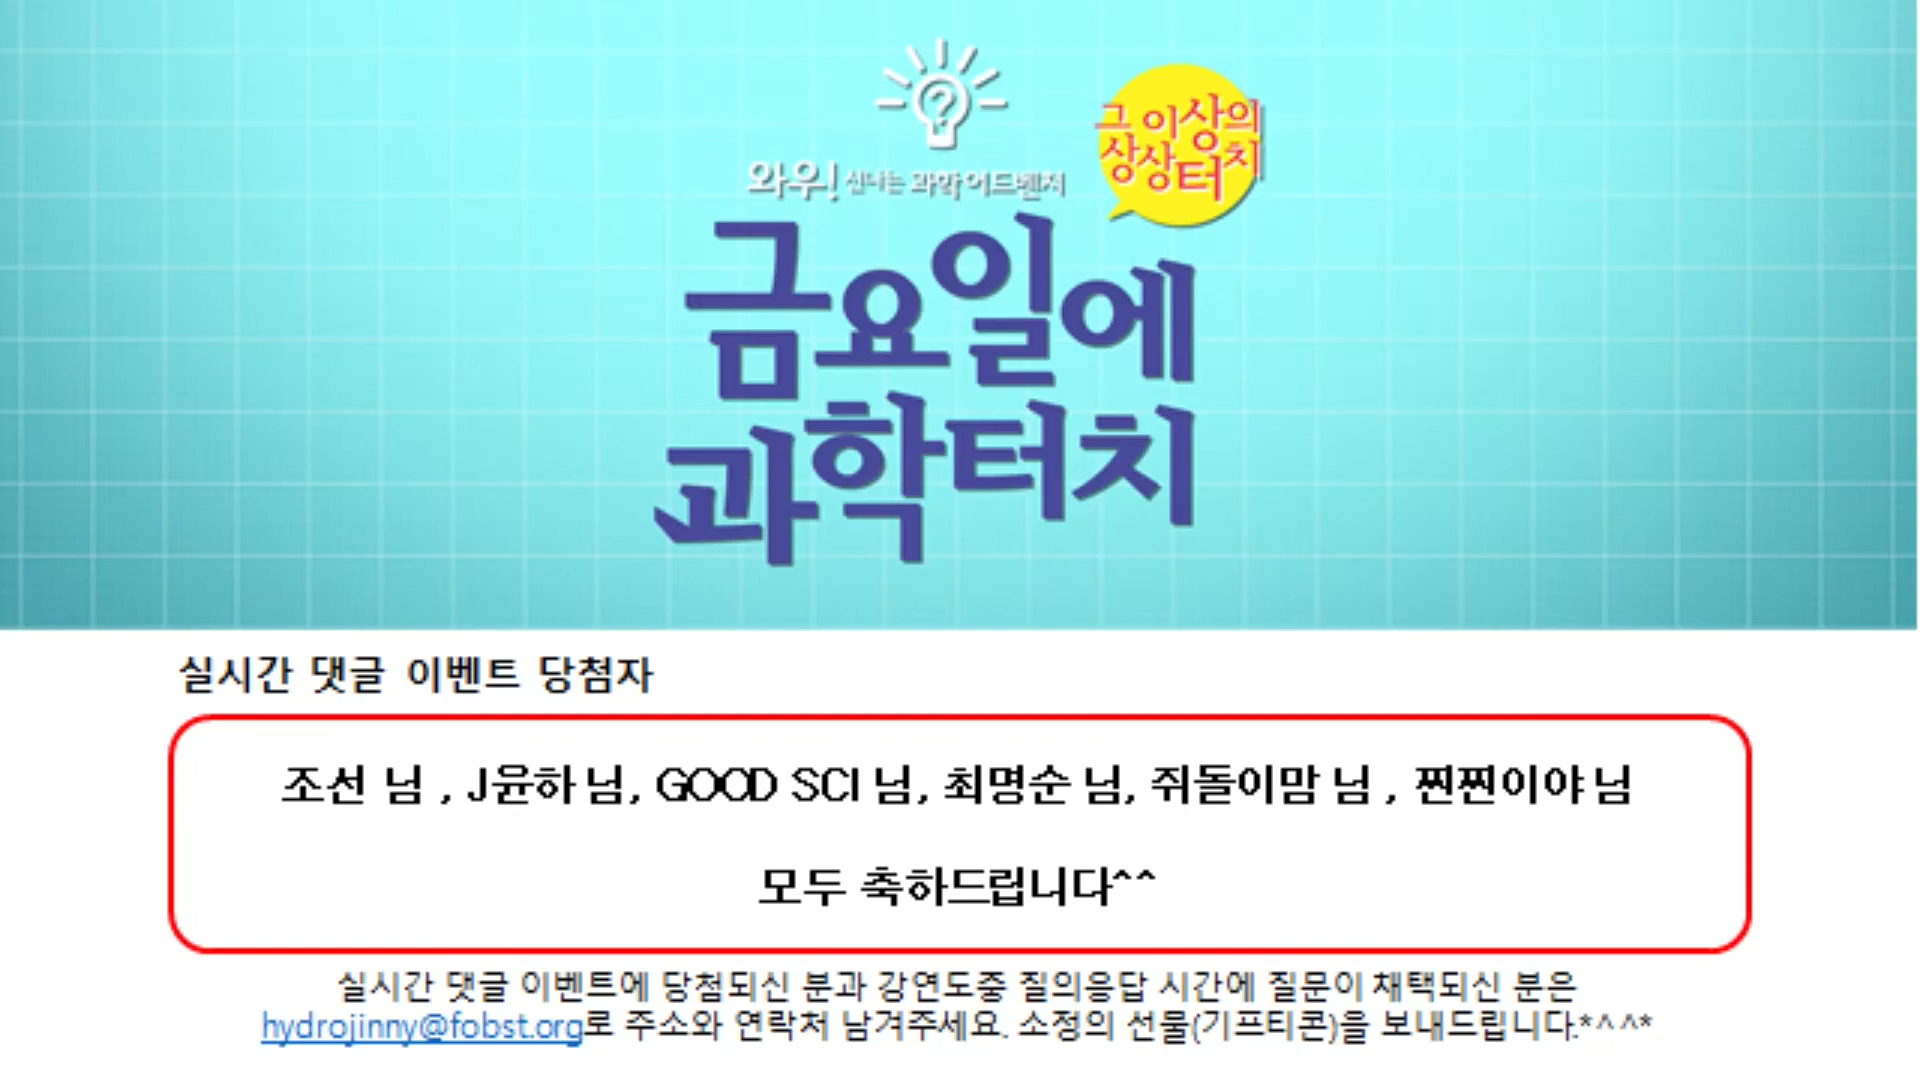 ?
그 이상의
상상터치
와우! 신나는 과학어드벤처
금요일에
과학터치
실시간 댓글 이벤트 당첨자
조선 님 , J윤하 님, GOOD SCI 님, 최명순 님, 쥐돌이맘 님 , 찐찐이야 님
모두 축하드립니다^^
실시간 댓글 이벤트에 당첨되신 분과 강연도중 질의응답 시간에 질문이 채택되신 분은
hydrojinny@fobst.org로 주소와 연락처 남겨주세요. 소정의 선물(기프티콘)을 보내드립니다.*^^*